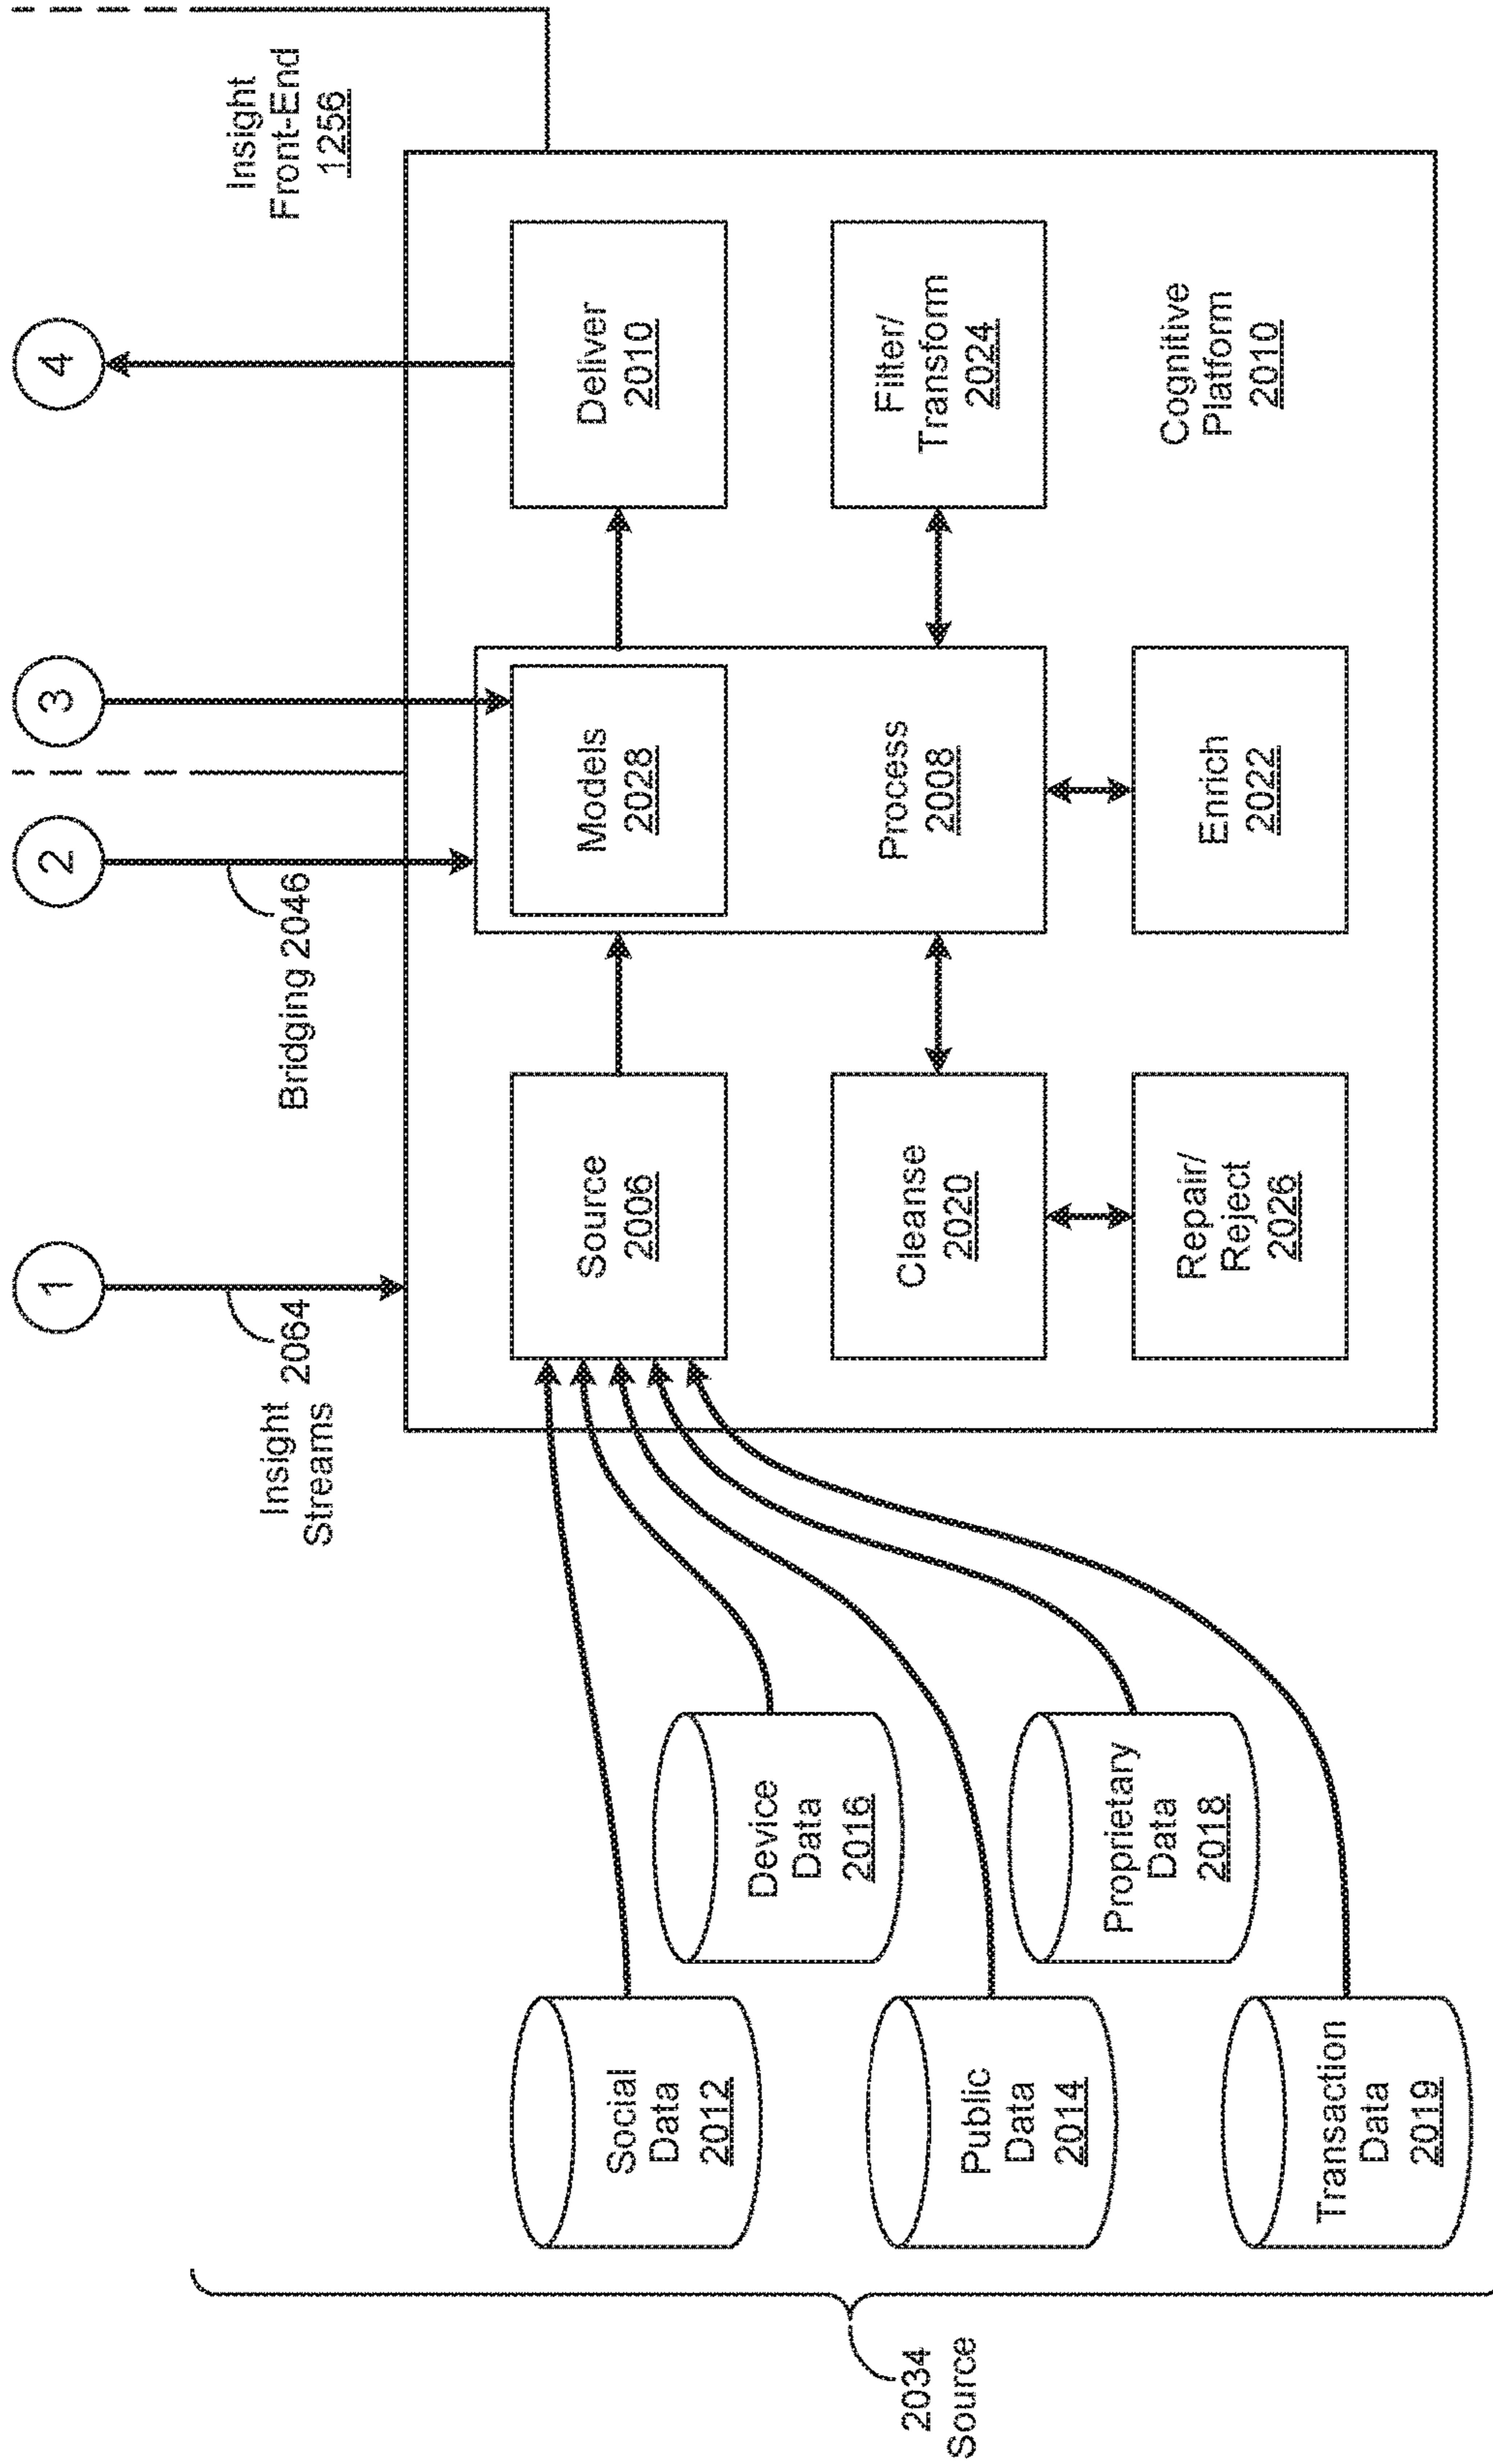 1
2
3
4
Insight
Front-End
1256
Insight
Streams
2064
Bridging 2046
Source
2006
Models
2028
Process
2008
Deliver
2010
Cleanse
2020
Filter/
Transform
2024
Repair/
Reject
2026
Enrich
2022
Cognitive
Platform
2010
Social
Data
2012
Device
Data
2016
Public
Data
2014
Proprietary
Data
2018
Transaction
Data
2019
2034
Source